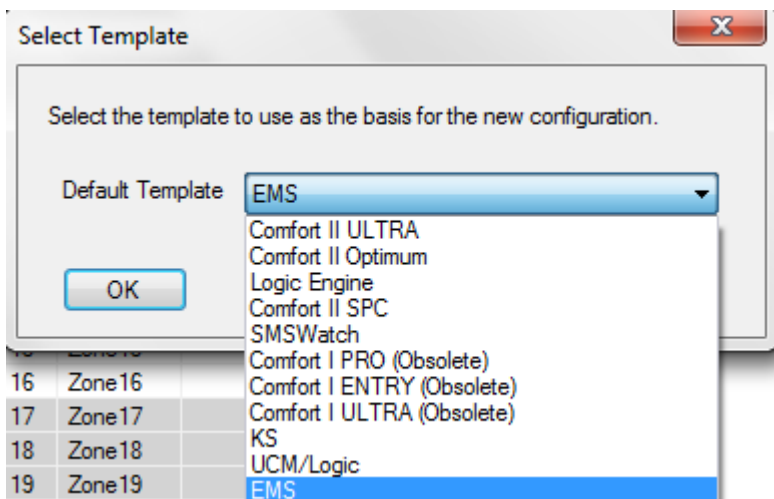 Select Template
Select the template to use as the basis for the new configuration.
Default Template EMS
Comfort II ULTRA
Comfort II Optimum
Logic Engine
OK
Comfort II SPC
SMSWatch
Comfort I PRO (Obsolete)
16 Zone16
Comfort I ENTRY (Obsolete)
17 Zone17
Comfort I ULTRA (Obsolete)
18 Zone18
KS
UCM/Logic
19 Zone19
EMS